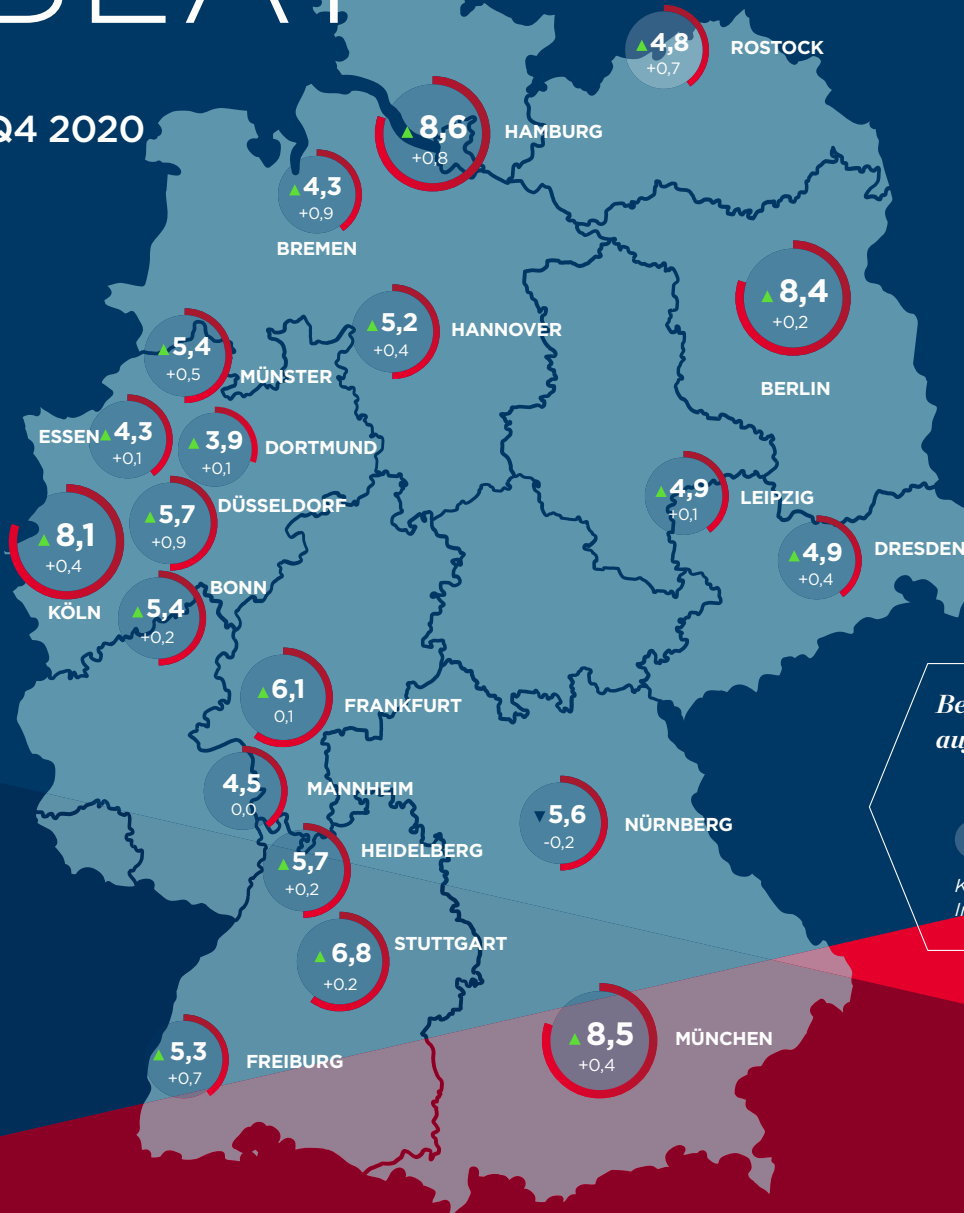 Q4 2020
▲4,8
+0,7
ROSTOCK
▲8,6
+0,8
HAMBURG
▲4,3
+0,9
BREMEN
▲8,4
+0,2
BERLIN
▲5,2
+0,4
HANNOVER
▲5,4
+0,5
MÜNSTER
ESSEN
▲4,3
+0,1
▲3,9
+0,1
DORTMUND
▲4,9
+0,1
LEIPZIG
▲5,7
+0,9
DÜSSELDORF
▲8,1
+0,4
KÖLN
▲4,9
+0,4
DRESDEN
▲5,4
+0,2
BONN
▲6,1
0,1
FRANKFURT
4,5
0,0
MANNHEIM
▼5,6
-0,2
NÜRNBERG
▲5,7
+0,2
HEIDELBERG
▲6,8
+0.2
STUTTGART
▲8,5
+0,4
MÜNCHEN
▲5,3
+0,7
FREIBURG